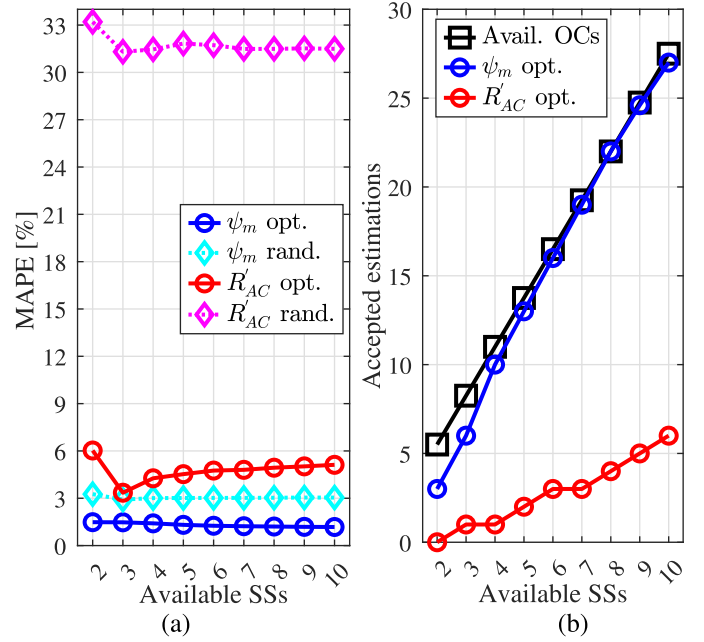 33
30
27
24
21
18
15
12
9
6
3
0
MAPE [%]
ψm opt.
ψm rand.
R'AC opt.
R'AC rand.
2 3 4 5 6 7 8 9 10
Available SSs
(a)
30
25
20
15
10
5
0
Accepted estimations
Avail. OCs
ψm opt.
R'AC opt.
2 3 4 5 6 7 8 9 10
Available SSs
(b)